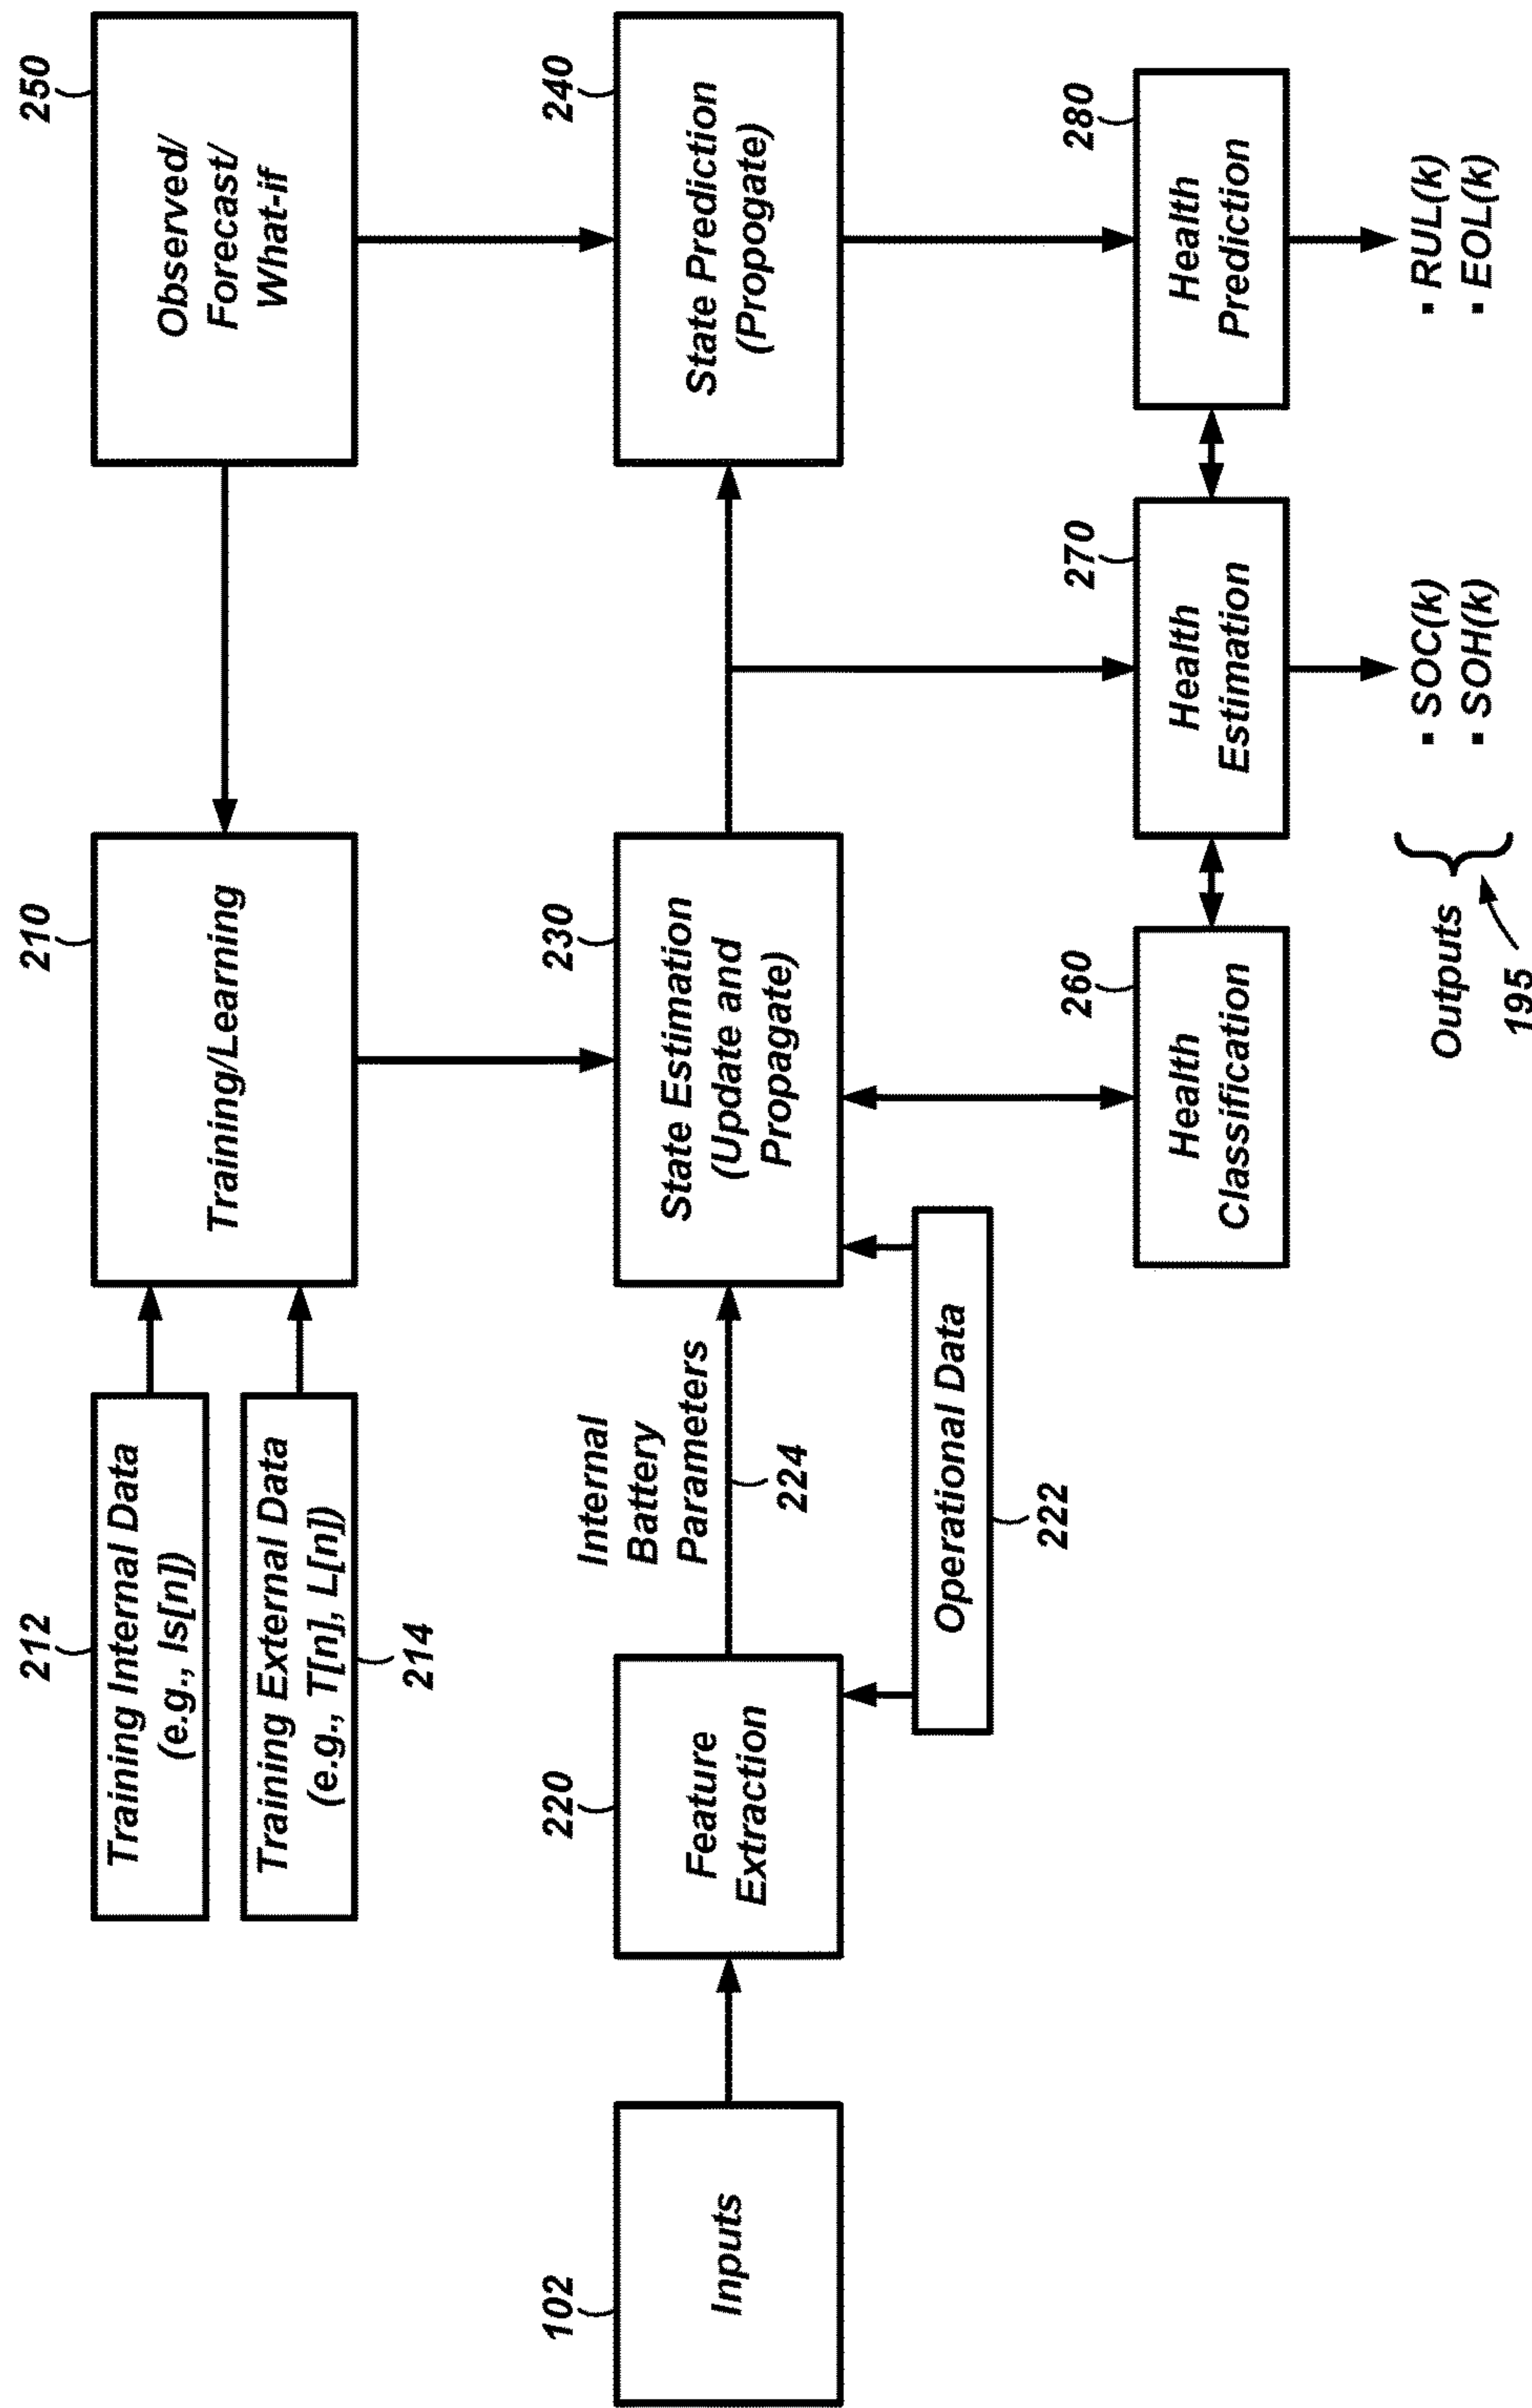 212
Training Internal Data
(e.g., Is[n])
Training External Data
(e.g., T[n], L[n])
214
210
Training/Learning
250
Observed/
Forecast/
What-if
102
Inputs
220
Feature
Extraction
Internal
Battery
Parameters
224
Operational Data
222
230
State Estimation
(Update and
Propagate)
240
State Prediction
(Propogate)
260
Health
Classification
270
Health
Estimation
280
Health
Prediction
Outputs
195
▪ SOC(k)
▪ SOH(k)
▪ RUL(k)
▪ EOL(k)